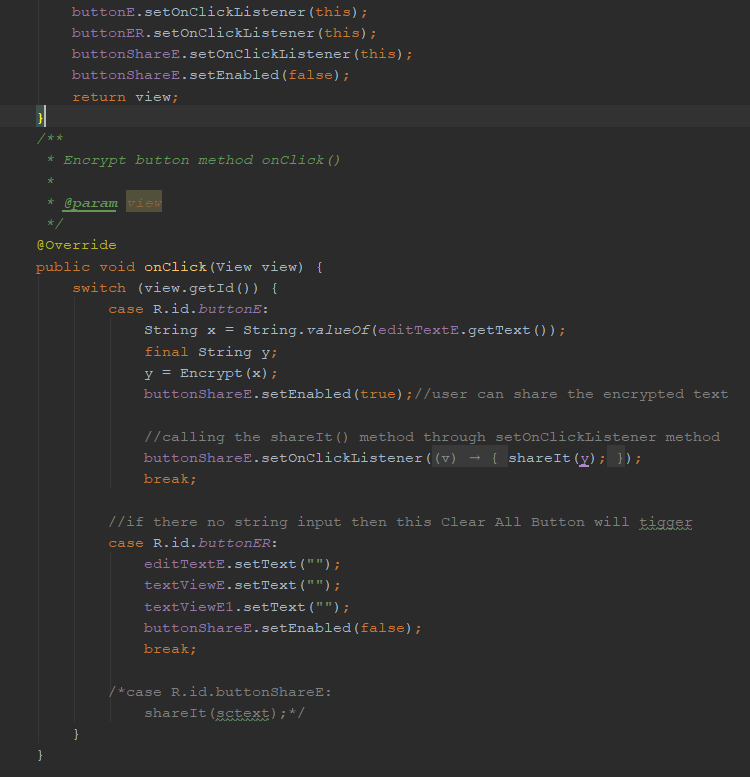 buttonE.setOnClickListener(this);
buttonER.setOnClickListener(this);
buttonShareE.setOnClickListener(this);
buttonShareE.setEnabled(false);
return view;
}
/**
* Encrypt button method onClick()
*
* @param view
*/
@Override
public void onClick(View view) {
switch (view.getId()) {
case R.id.buttonE:
String x = String.valueOf(editTextE.getText());
final String y;
y = Encrypt(x);
buttonShareE.setEnabled(true);//user can share the encrypted text
//calling the shareIt() method through setOnClickListener method
buttonShareE.setOnClickListener((v) → { shareIt(y); });
break;
//if there no string input then this Clear All Button will tigger
case R.id.buttonER:
editTextE.setText("");
textViewE.setText("");
textViewE1.setText("");
buttonShareE.setEnabled(false);
break;
/*case R.id.buttonShareE:
shareIt(sctext);*/
}
}